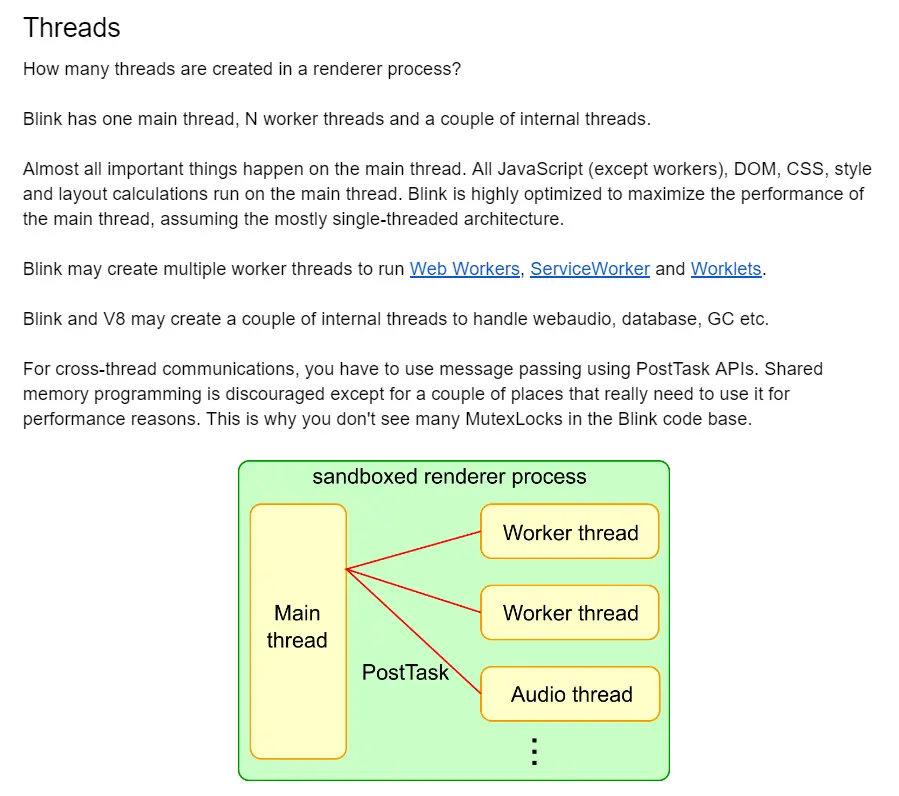 Threads
How many threads are created in a renderer process?
Blink has one main thread, N worker threads and a couple of internal threads.
Almost all important things happen on the main thread. All JavaScript (except workers), DOM, CSS, style
and layout calculations run on the main thread. Blink is highly optimized to maximize the performance of
the main thread, assuming the mostly single-threaded architecture.
Blink may create multiple worker threads to run Web Workers, ServiceWorker and Worklets.
Blink and V8 may create a couple of internal threads to handle webaudio, database, GC etc.
For cross-thread communications, you have to use message passing using PostTask APIs. Shared
memory programming is discouraged except for a couple of places that really need to use it for
performance reasons. This is why you don't see many MutexLocks in the Blink code base.
sandboxed renderer process
Main
thread
PostTask
Worker thread
Worker thread
Audio thread